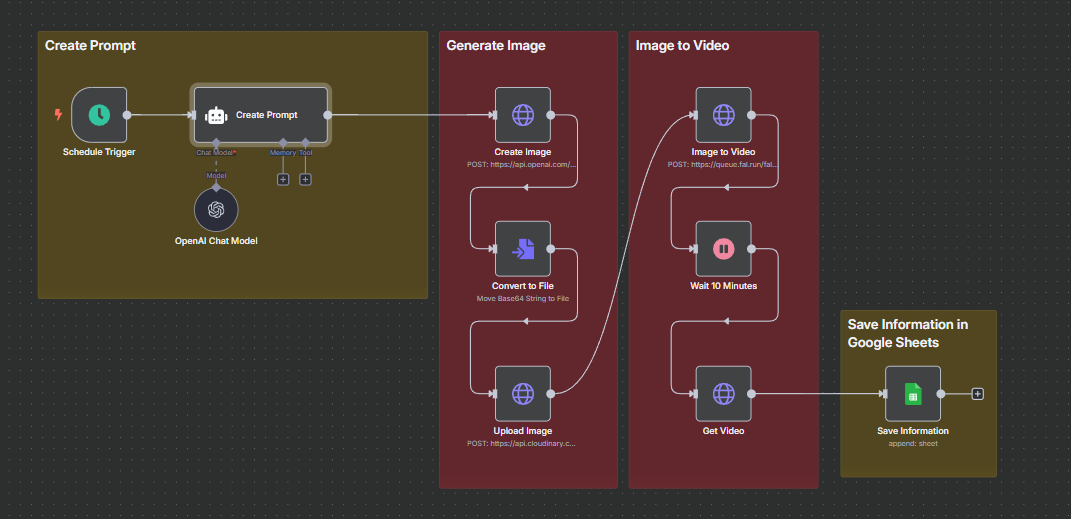 Create Prompt
Schedule Trigger
Create Prompt
Chat Model*
Memory
Tool
Model
OpenAI Chat Model
Generate Image
Create Image
POST: https://api.openai.com/...
Convert to File
Move Base64 String to File
Upload Image
POST: https://api.cloudinary.c...
Image to Video
Image to Video
POST: https://queue.fal.run/fal...
Wait 10 Minutes
Get Video
Save Information in
Google Sheets
Save Information
append: sheet